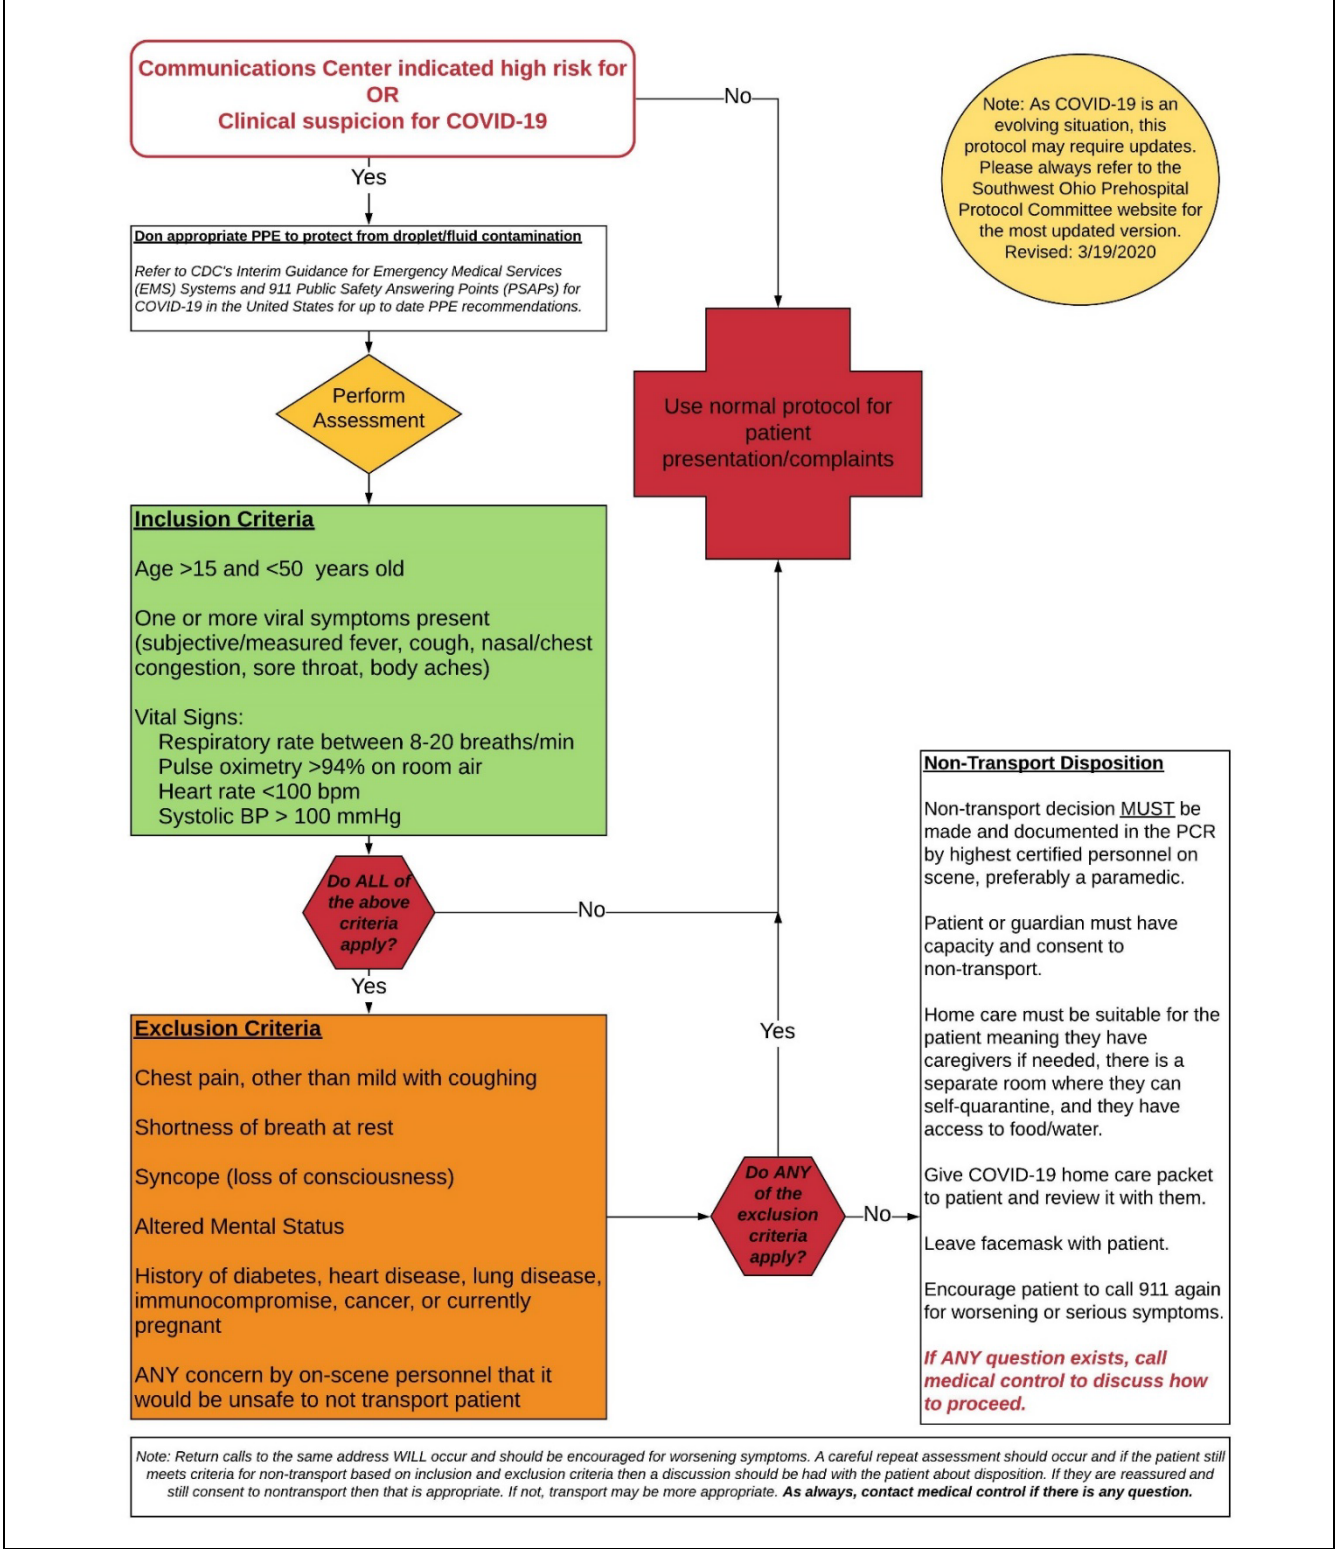 Communications Center indicated high risk for
OR
Clinical suspicion for COVID-19
No
Note: As COVID-19 is an
evolving situation, this
protocol may require updates.
Please always refer to the
Southwest Ohio Prehospital
Protocol Committee website for
the most updated version.
Revised: 3/19/2020
Yes
Don appropriate PPE to protect from droplet/fluid contamination
Refer to CDC's Interim Guidance for Emergency Medical Services
(EMS) Systems and 911 Public Safety Answering Points (PSAPs) for
COVID-19 in the United States for up to date PPE recommendations.
Perform
Assessment
Use normal protocol for
patient
presentation/complaints
Inclusion Criteria
Age >15 and <50 years old
One or more viral symptoms present
(subjective/measured fever, cough, nasal/chest
congestion, sore throat, body aches)
Vital Signs:
Respiratory rate between 8-20 breaths/min
Pulse oximetry >94% on room air
Heart rate <100 bpm
Systolic BP > 100 mmHg
Do ALL of
the above
criteria
apply?
No
Yes
Exclusion Criteria
Chest pain, other than mild with coughing
Shortness of breath at rest
Syncope (loss of consciousness)
Altered Mental Status
History of diabetes, heart disease, lung disease,
immunocompromise, cancer, or currently
pregnant
ANY concern by on-scene personnel that it
would be unsafe to not transport patient
Yes
Do ANY
of the
exclusion
criteria
apply?
No
Non-Transport Disposition
Non-transport decision MUST be
made and documented in the PCR
by highest certified personnel on
scene, preferably a paramedic.
Patient or guardian must have
capacity and consent to
non-transport.
Home care must be suitable for the
patient meaning they have
caregivers if needed, there is a
separate room where they can
self-quarantine, and they have
access to food/water.
Give COVID-19 home care packet
to patient and review it with them.
Leave facemask with patient.
Encourage patient to call 911 again
for worsening or serious symptoms.
If ANY question exists, call
medical control to discuss how
to proceed.
Note: Return calls to the same address WILL occur and should be encouraged for worsening symptoms. A careful repeat assessment should occur and if the patient still
meets criteria for non-transport based on inclusion and exclusion criteria then a discussion should be had with the patient about disposition. If they are reassured and
still consent to nontransport then that is appropriate. If not, transport may be more appropriate. As always, contact medical control if there is any question.